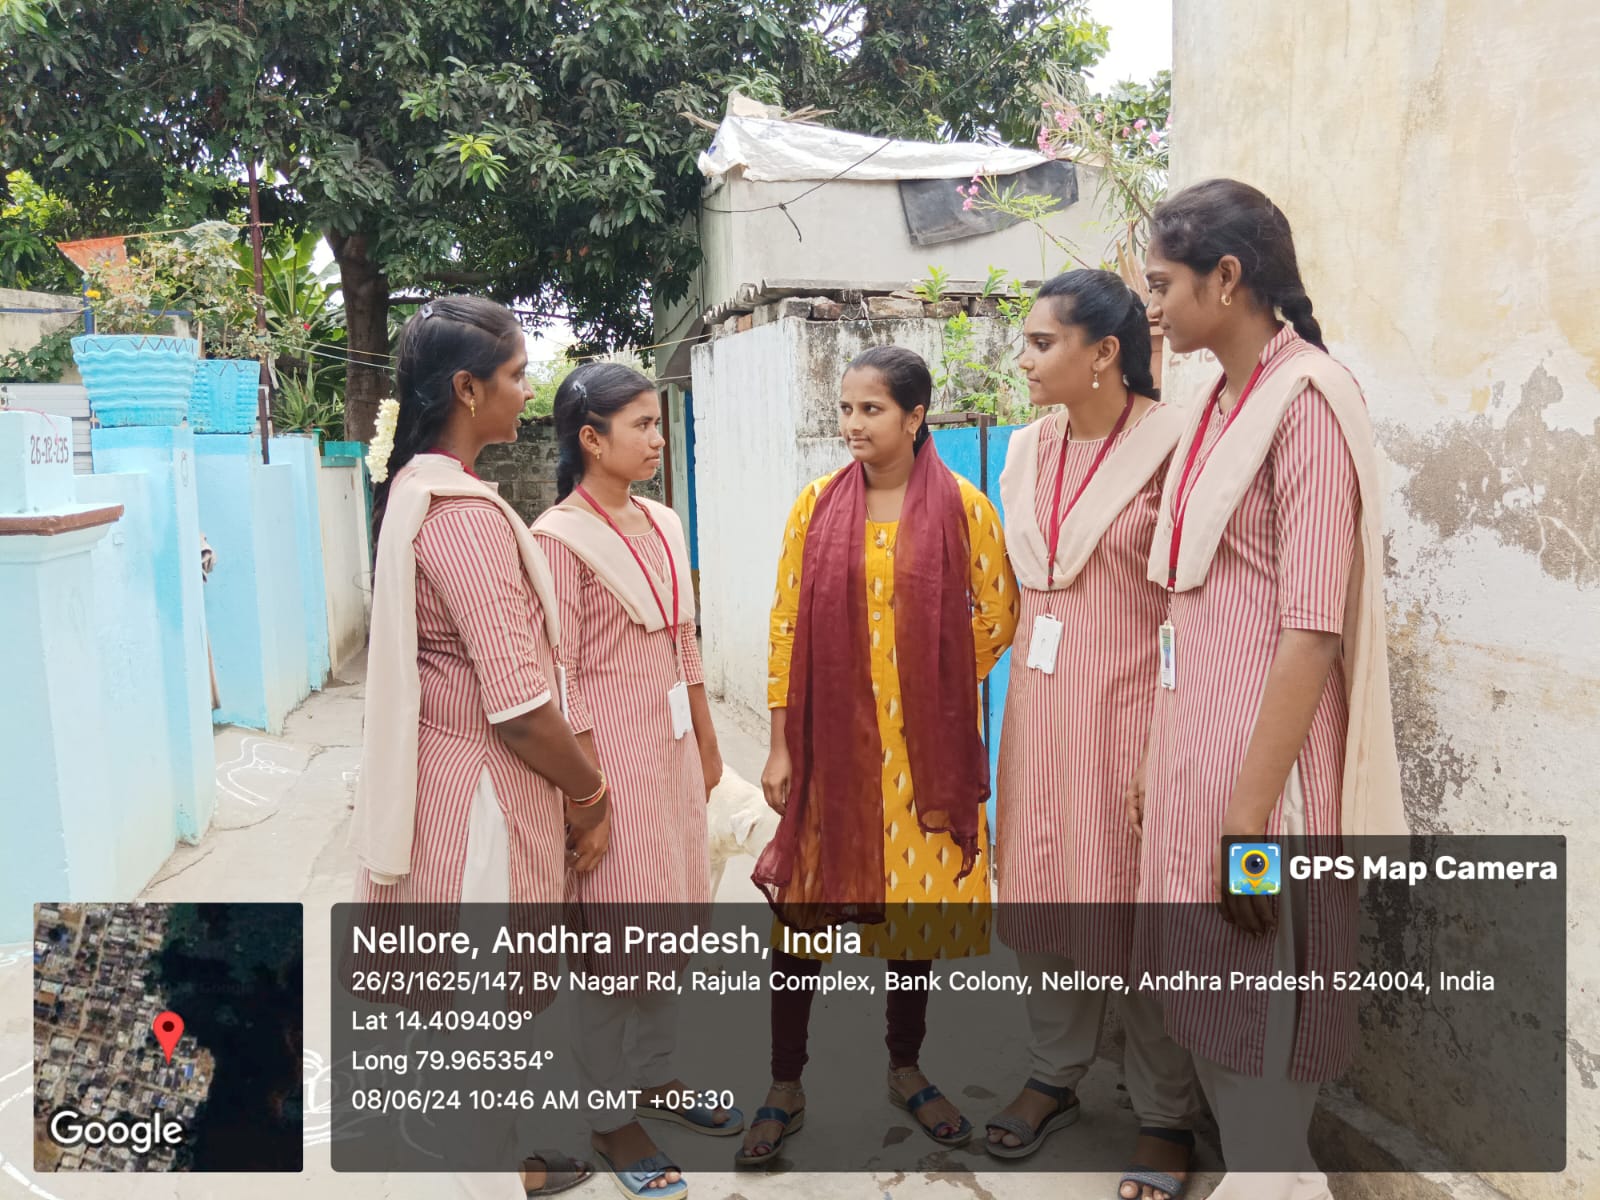 26-12-235
GPS Map Camera
Nellore, Andhra Pradesh, India
26/3/1625/147, Bv Nagar Rd, Rajula Complex, Bank Colony, Nellore, Andhra Pradesh 524004, India
Lat 14.409409°
Long 79.965354°
08/06/24 10:46 AM GMT +05:30
Google